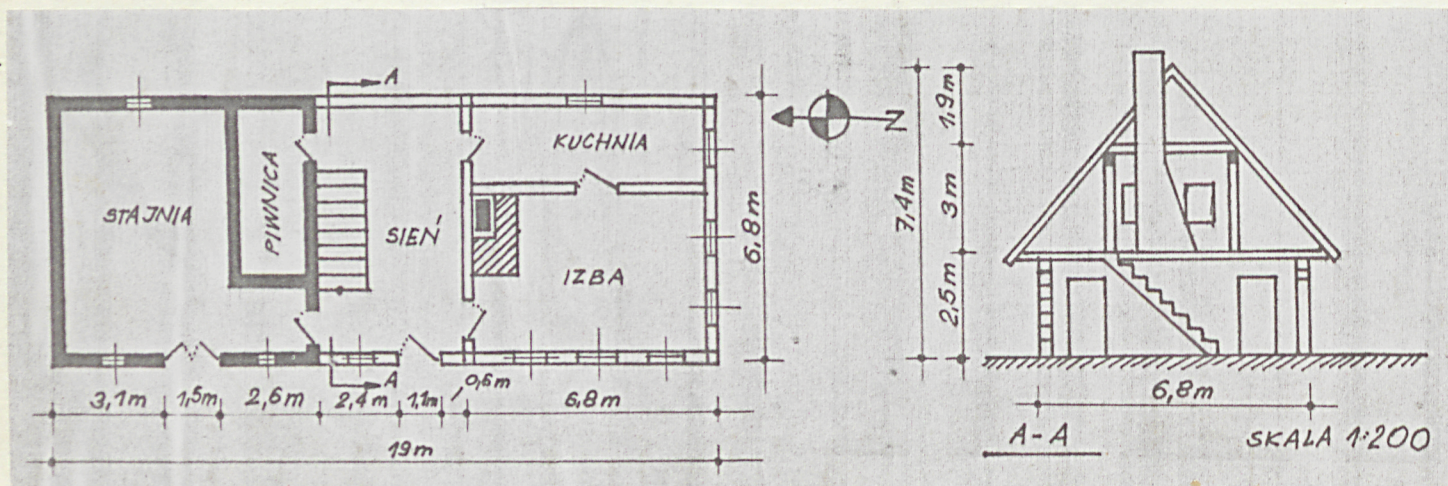 A
N
KUCHNIA
STAJNIA
PIWNICA
SIEŃ
IZBA
6,8m
A
3,1m 1,5m 2,6m 2,4m 1,1m 0,6m 6,8m
19m
7,4m
1,9m
3m
2,5m
6,8m
A-A
SKALA 1:200